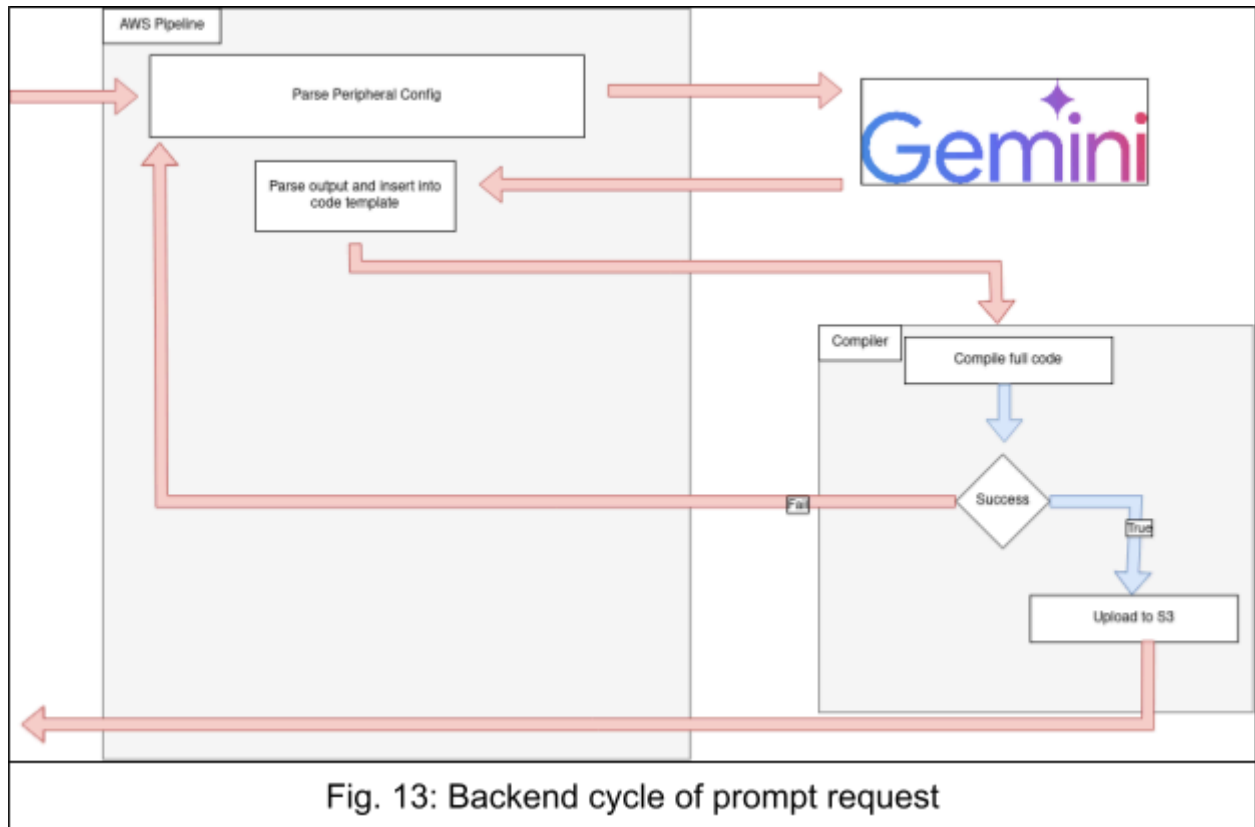 AWS Pipeline
Parse Peripheral Config
Gemini
Parse output and insert into
code template
Compiler
Compile full code
Success
Fail
True
Upload to S3
Fig. 13: Backend cycle of prompt request